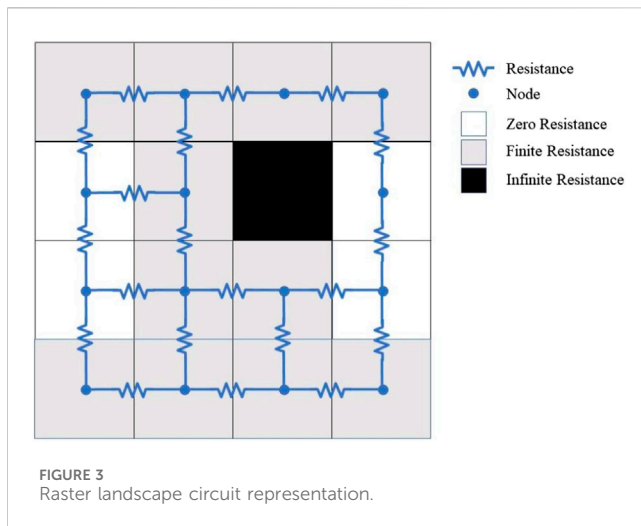 Resistance
Node
Zero Resistance
Finite Resistance
Infinite Resistance
FIGURE 3
Raster landscape circuit representation.